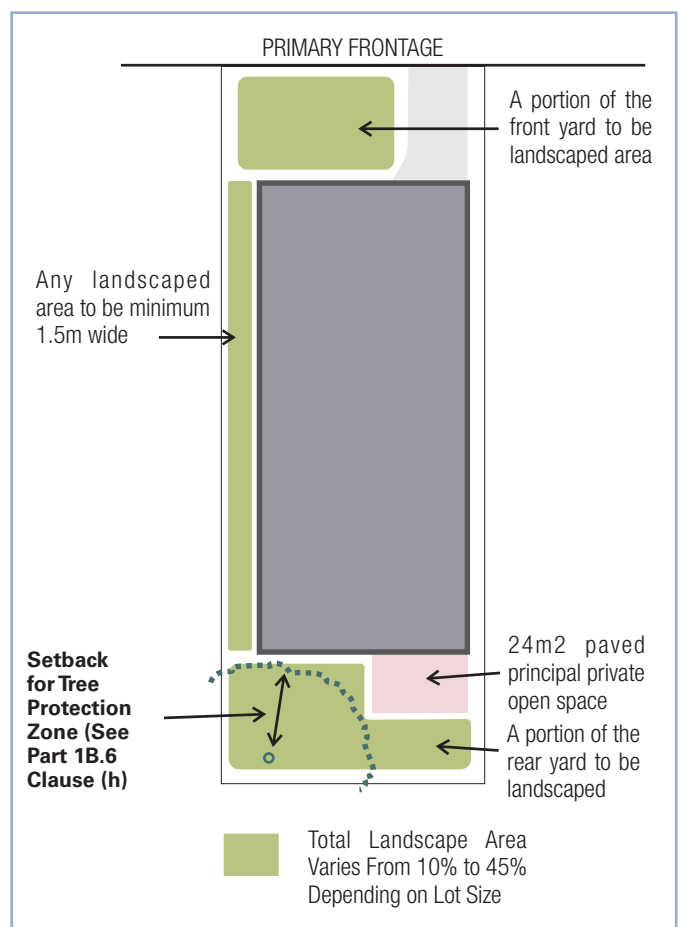 PRIMARY FRONTAGE
A portion of the
front yard to be
landscaped area
Any landscaped
area to be minimum
1.5m wide
Setback
for Tree
Protection
Zone (See
Part 1B.6
Clause (h)
24m2 paved
principal private
open space
A portion of the
rear yard to be
landscaped
Total Landscape Area
Varies From 10% to 45%
Depending on Lot Size